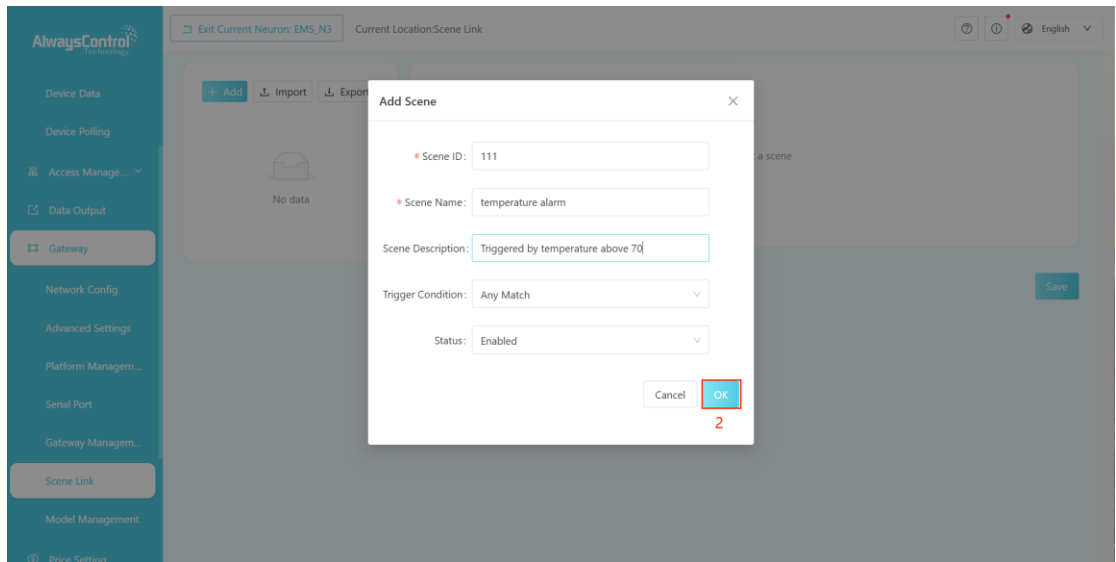 AlwaysControl
Technology
Exit Current Neuron: EMS_N3
Current Location:Scene Link
English
Device Data
Device Polling
Access Manage...
Data Output
Gateway
Network Config
Advanced Settings
Platform Managem...
Serial Port
Gateway Managem...
Scene Link
Model Management
Price Setting
+ Add
Import
Export
No data
a scene
Save
Add Scene
* Scene ID: 111
* Scene Name: temperature alarm
Scene Description: Triggered by temperature above 70
Trigger Condition: Any Match
Status: Enabled
Cancel
OK
2